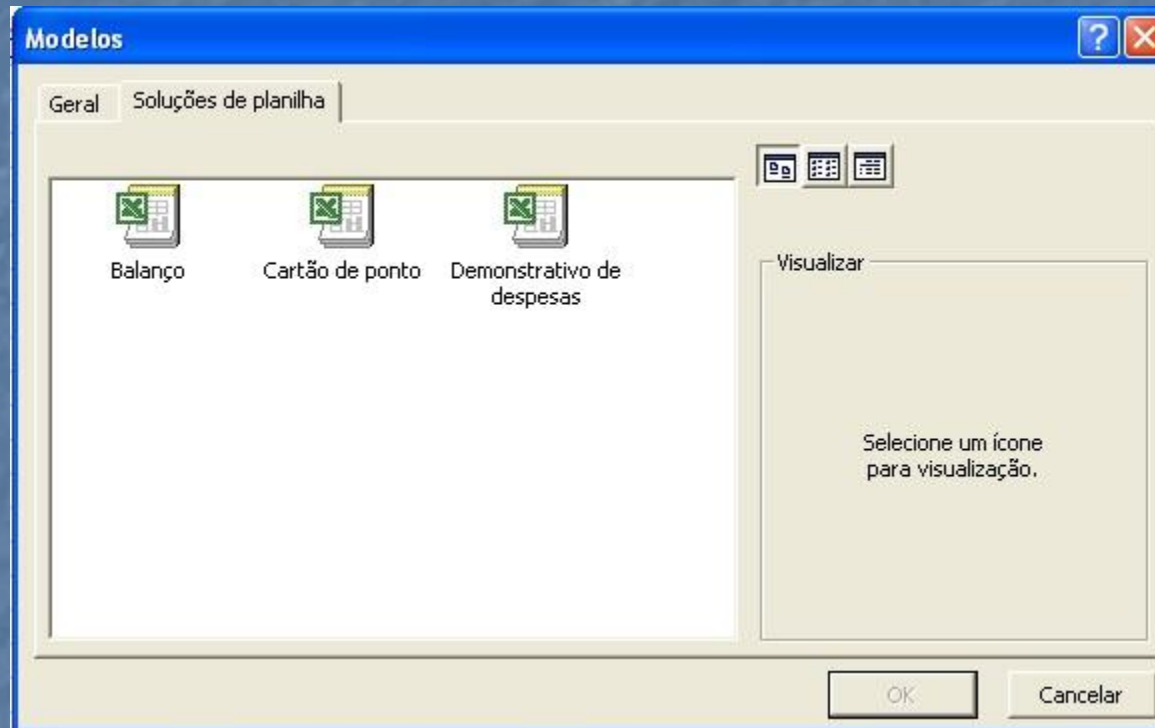 Modelos
Geral
Soluções de planilha
Balanço
Cartão de ponto
Demonstrativo de
despesas
Visualizar
Selecione um ícone
para visualização.
OK
Cancelar